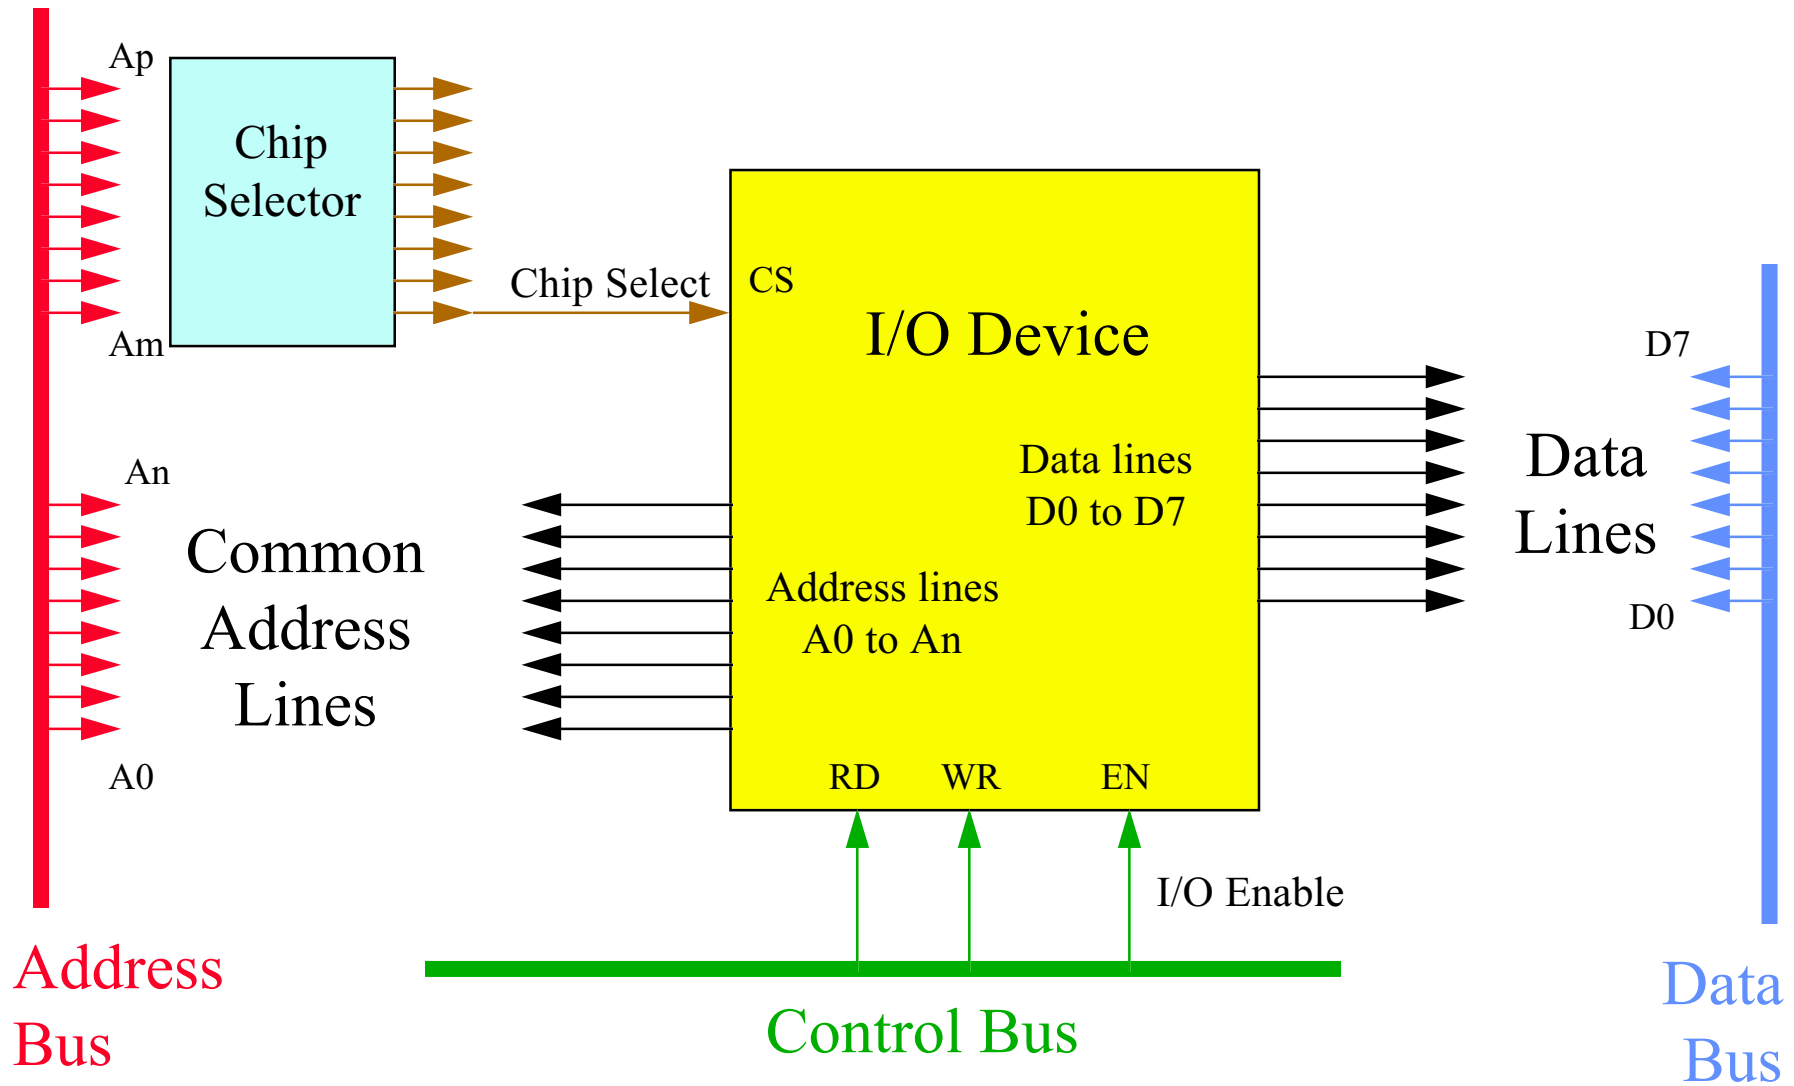 Ap
Chip
Selector
Am
Chip Select
CS
I/O Device
D7
An
Data lines
D0 to D7
Data
Lines
Common
Address
Lines
Address lines
A0 to An
D0
A0
RD
WR
EN
I/O Enable
Address
Bus
Control Bus
Data
Bus